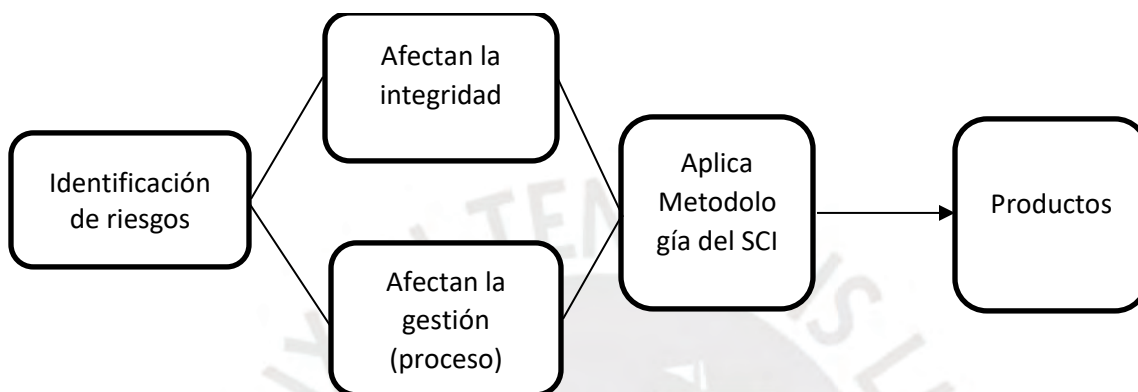 Afectan la
integridad
Identificación
de riesgos
Aplica
Metodolo
gía del SCI
Productos
Afectan la
gestión
(proceso)